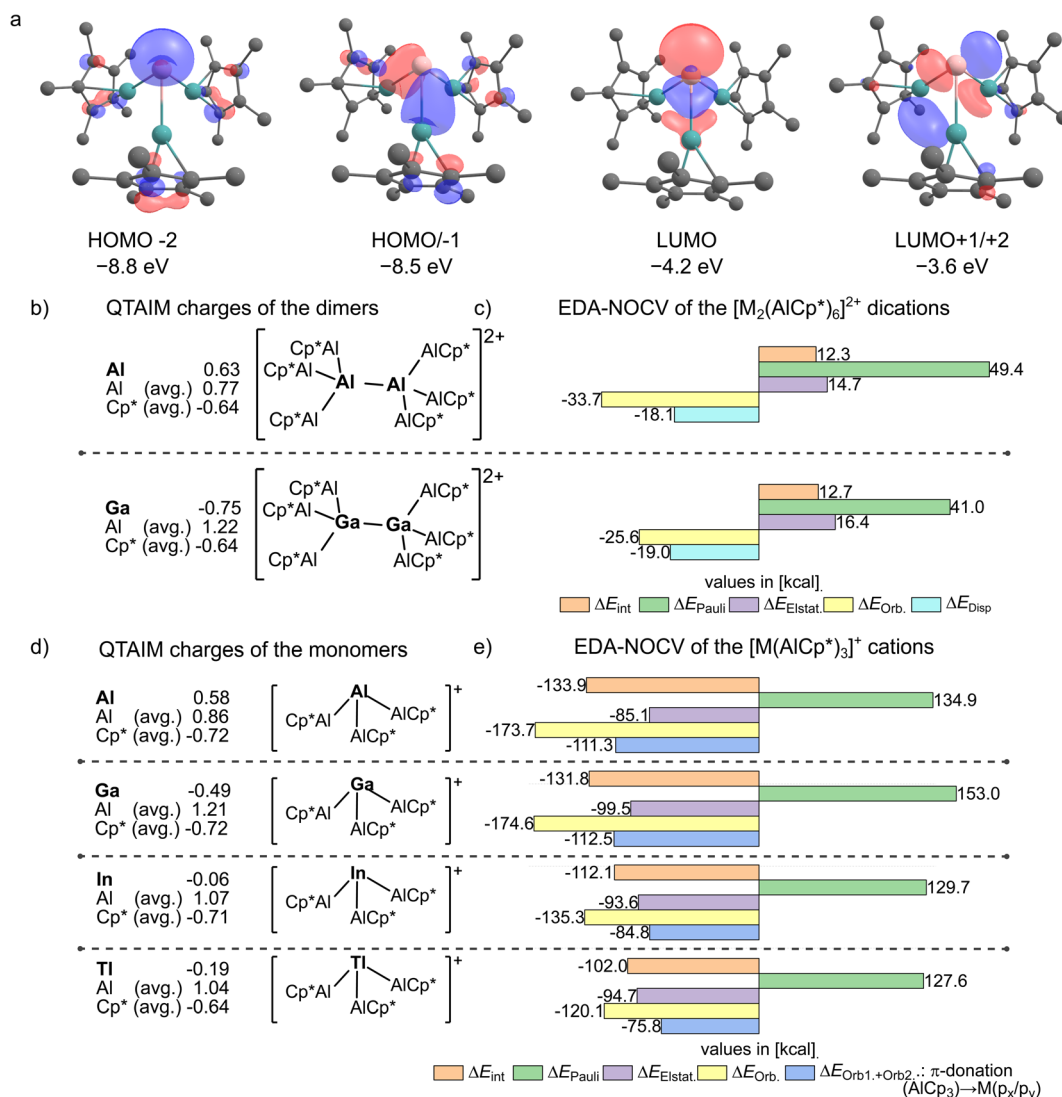 a
HOMO -2
−8.8 eV
HOMO/-1
−8.5 eV
LUMO
−4.2 eV
LUMO+1/+2
−3.6 eV
b) QTAIM charges of the dimers
Al 0.63
Al (avg.) 0.77
Cp* (avg.) -0.64
Cp*Al
Cp*Al
Cp*Al
Al
Al
AlCp*
AlCp*
AlCp*
2+
Ga -0.75
Al (avg.) 1.22
Cp* (avg.) -0.64
Cp*Al
Cp*Al
Cp*Al
Ga
Ga
AlCp*
AlCp*
AlCp*
2+
c) EDA-NOCV of the [M₂(AlCp*)₆]²⁺ dications
12.3
49.4
14.7
-33.7
-18.1
12.7
41.0
16.4
-25.6
-19.0
values in [kcal].
ΔE_int ΔE_Pauli ΔE_Elstat. ΔE_Orb. ΔE_Disp
d) QTAIM charges of the monomers
Al 0.58
Al (avg.) 0.86
Cp* (avg.) -0.72
Al
Cp*Al
AlCp*
AlCp*
+
Ga -0.49
Al (avg.) 1.21
Cp* (avg.) -0.72
Ga
Cp*Al
AlCp*
AlCp*
+
In -0.06
Al (avg.) 1.07
Cp* (avg.) -0.71
In
Cp*Al
AlCp*
AlCp*
+
Tl -0.19
Al (avg.) 1.04
Cp* (avg.) -0.64
Tl
Cp*Al
AlCp*
AlCp*
+
e) EDA-NOCV of the [M(AlCp*)₃]⁺ cations
-133.9
134.9
-85.1
-173.7
-111.3
-131.8
153.0
-99.5
-174.6
-112.5
-112.1
129.7
-93.6
-135.3
-84.8
-102.0
127.6
-94.7
-120.1
-75.8
values in [kcal].
ΔE_int ΔE_Pauli ΔE_Elstat. ΔE_Orb. ΔE_Orb1.+Orb2.: π-donation
(AlCp₃)→M(pₓ/p_y)